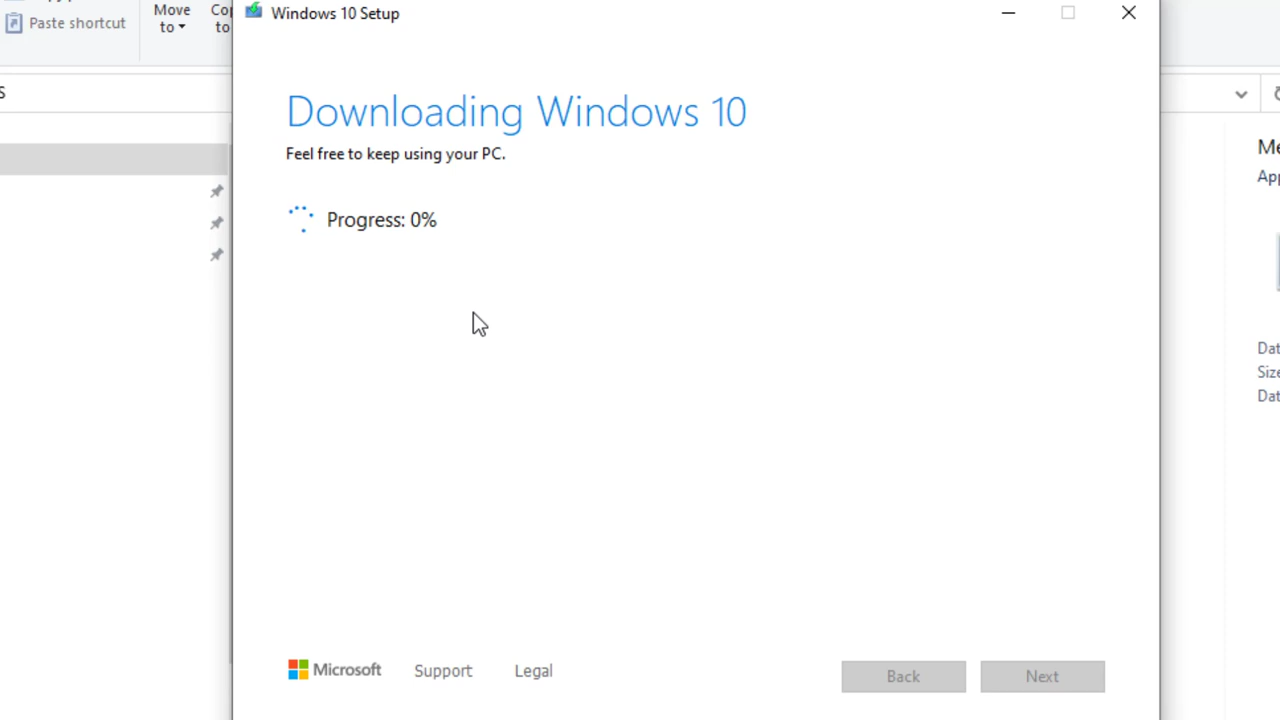 Paste shortcut
Move
to
to
S
Windows 10 Setup
Downloading Windows 10
Feel free to keep using your PC.
Progress: 0%
Microsoft
Support
Legal
Back
Next